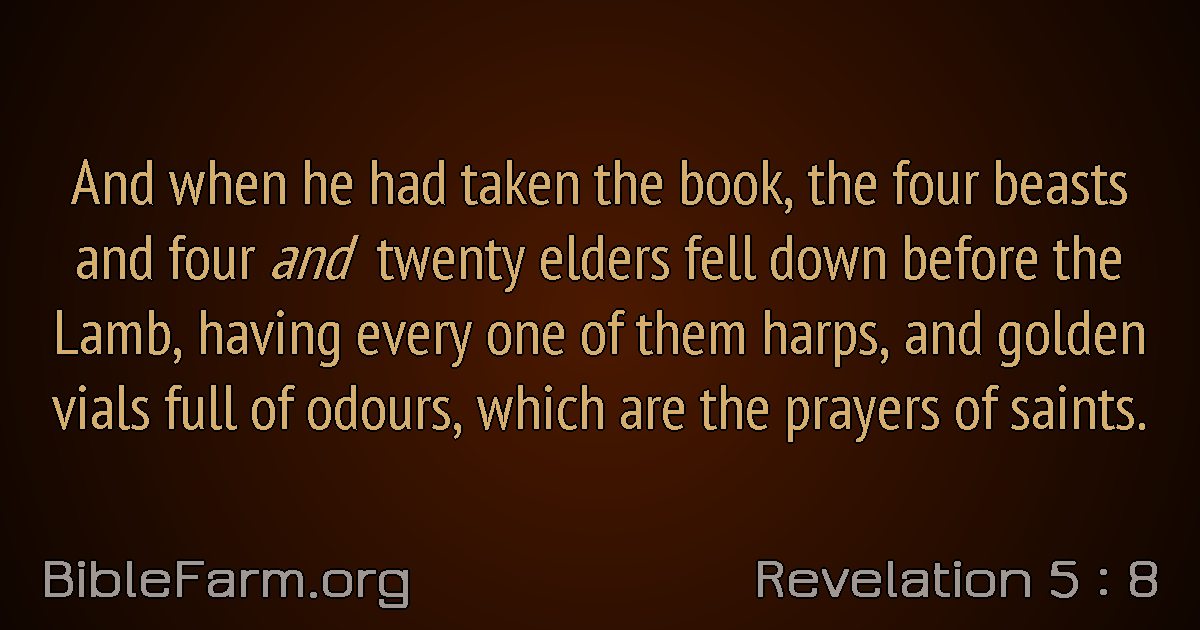 And when he had taken the book, the four beasts
and four and twenty elders fell down before the
Lamb, having every one of them harps, and golden
vials full of odours, which are the prayers of saints.
BibleFarm.org
Revelation 5 : 8